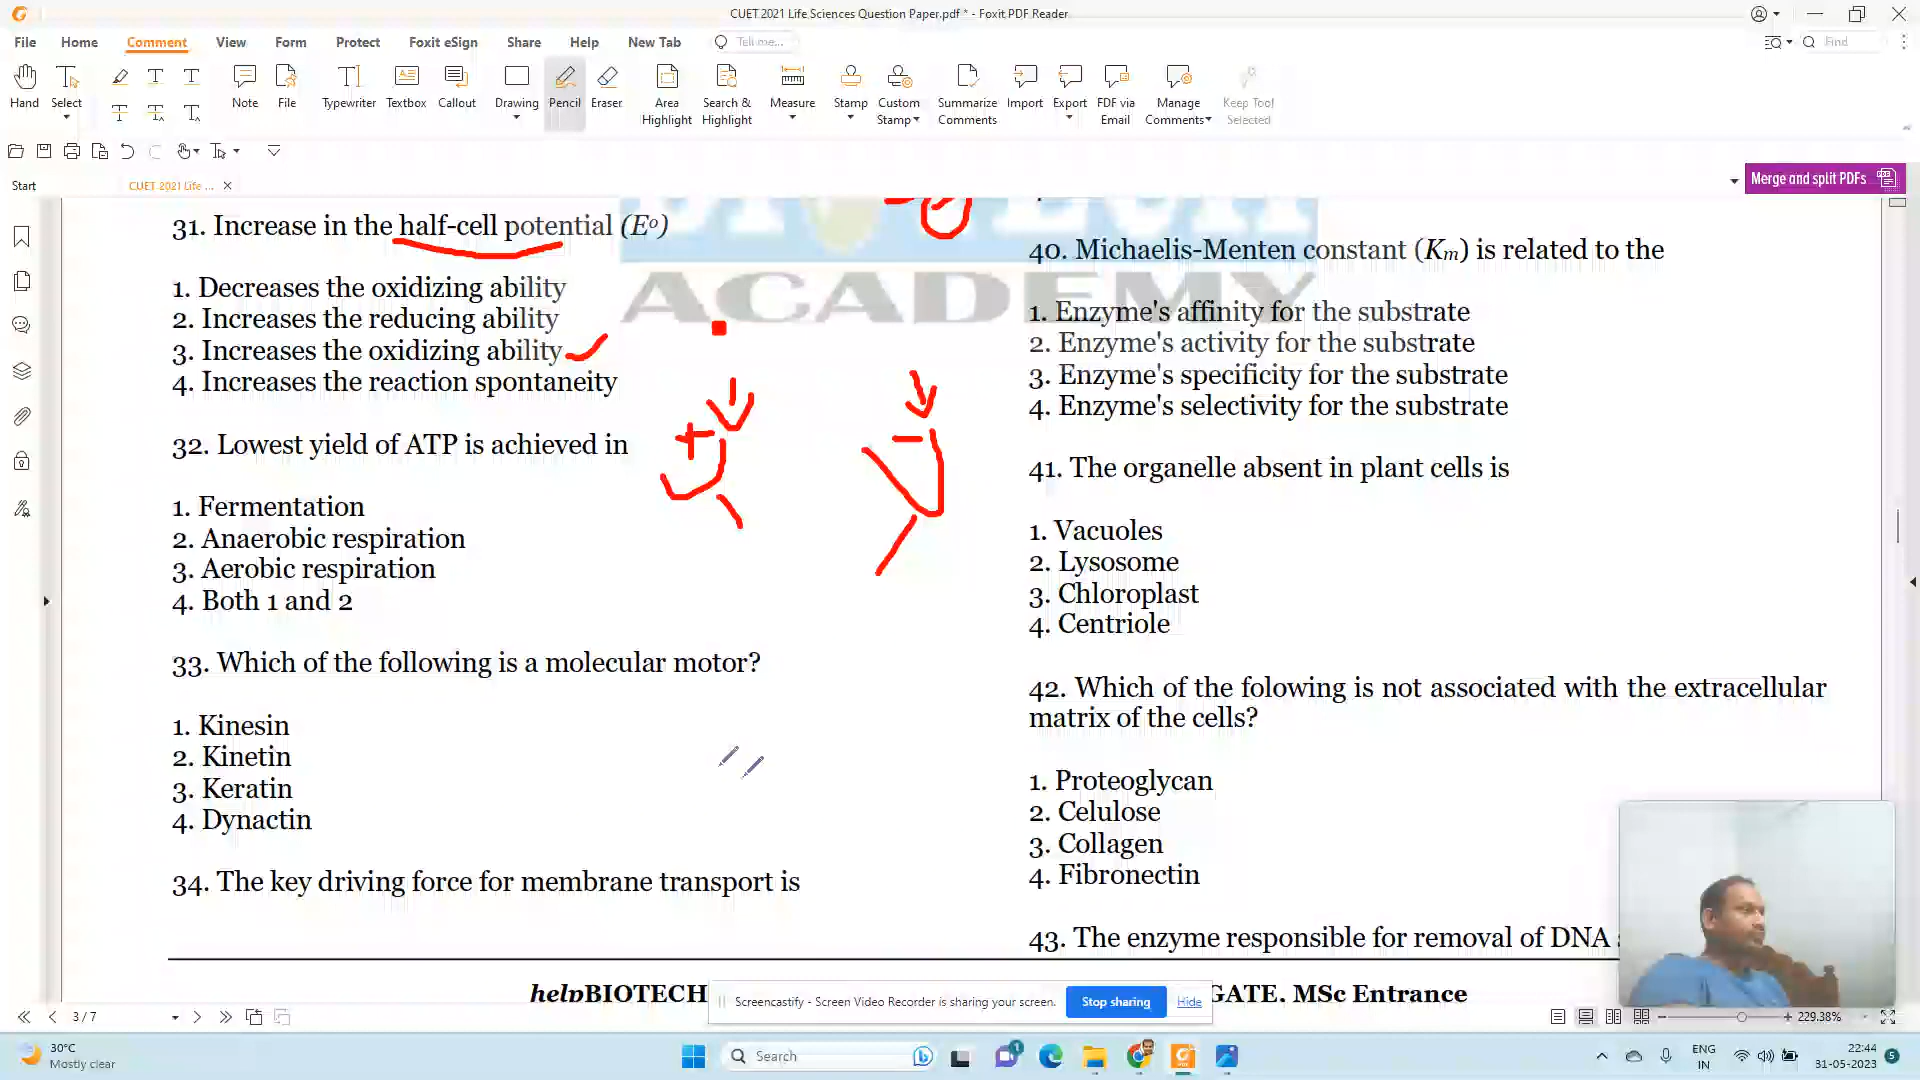 CUET 2021 Life Sciences Question Paper.pdf * - Foxit PDF Reader
File Home Comment View Form Protect Foxit eSign Share Help New Tab Tell me... Find
Hand Select Note File Typewriter Textbox Callout Drawing Pencil Eraser Area Highlight Search & Highlight Measure Stamp Custom Stamp Summarize Comments Import Export FDF via Email Manage Comments Keep Tool Selected
Start CUET 2021 Life ... Merge and split PDFs
ACADEMY
31. Increase in the half-cell potential (Eº)
1. Decreases the oxidizing ability
2. Increases the reducing ability
3. Increases the oxidizing ability
4. Increases the reaction spontaneity
32. Lowest yield of ATP is achieved in
1. Fermentation
2. Anaerobic respiration
3. Aerobic respiration
4. Both 1 and 2
33. Which of the following is a molecular motor?
1. Kinesin
2. Kinetin
3. Keratin
4. Dynactin
34. The key driving force for membrane transport is
40. Michaelis-Menten constant (Km) is related to the
1. Enzyme's affinity for the substrate
2. Enzyme's activity for the substrate
3. Enzyme's specificity for the substrate
4. Enzyme's selectivity for the substrate
41. The organelle absent in plant cells is
1. Vacuoles
2. Lysosome
3. Chloroplast
4. Centriole
42. Which of the folowing is not associated with the extracellular
matrix of the cells?
1. Proteoglycan
2. Celulose
3. Collagen
4. Fibronectin
43. The enzyme responsible for removal of DNA
helpBIOTECH GATE, MSc Entrance
Screencastify - Screen Video Recorder is sharing your screen. Stop sharing Hide
3 / 7 229.38%
30°C
Mostly clear
Search
1
ENG
IN
22:44
31-05-2023
5